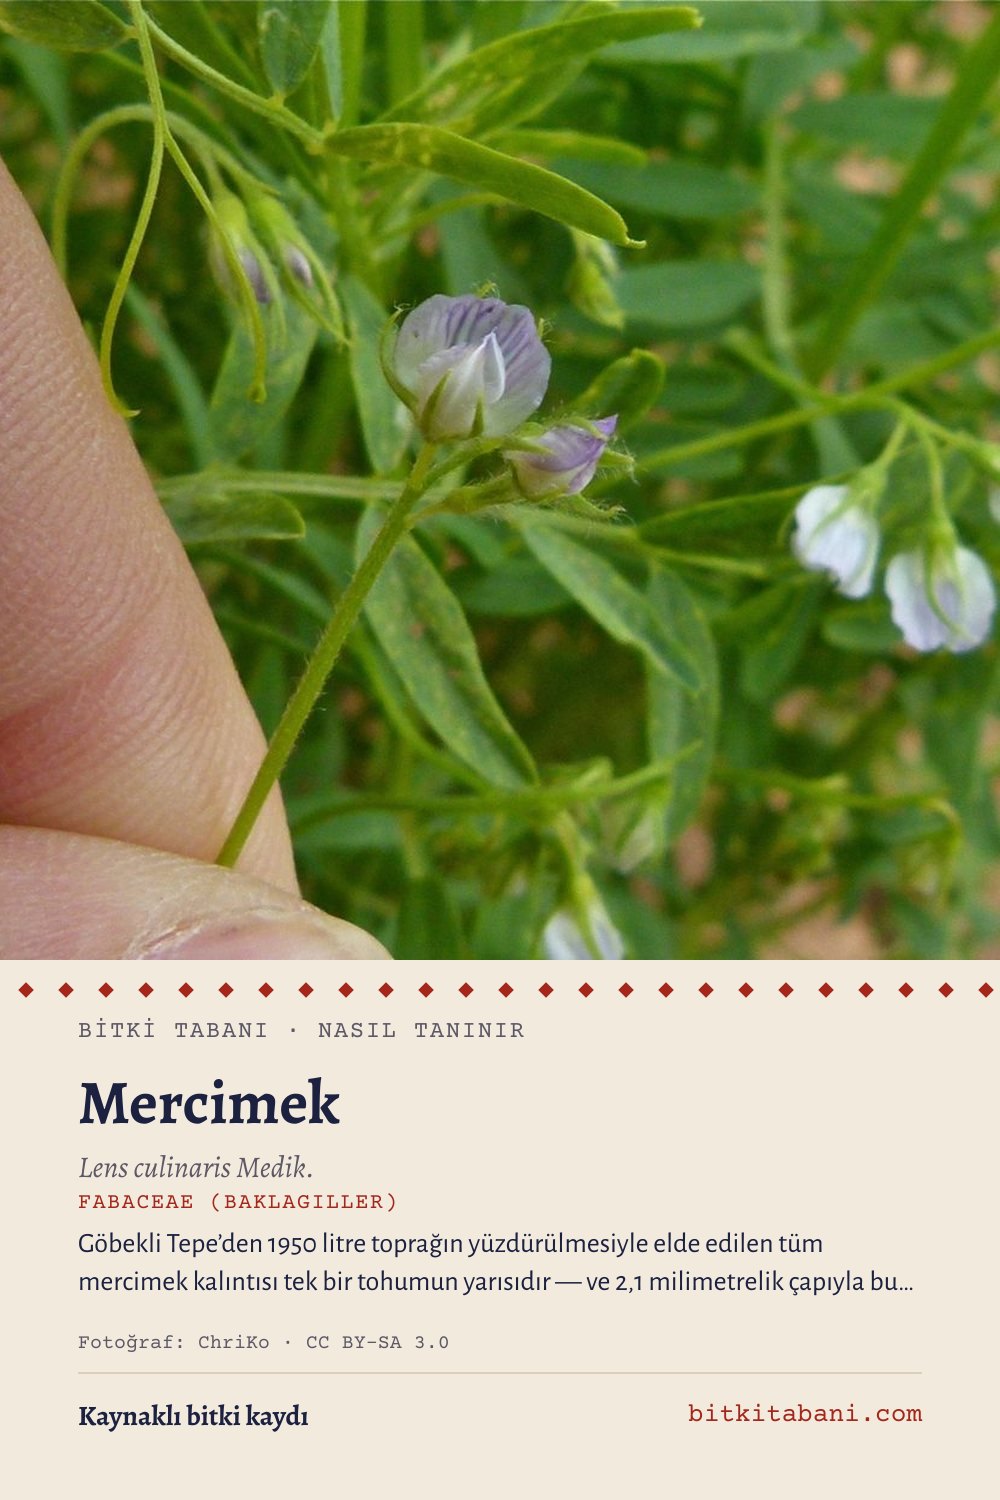 BİTKİ TABANI · NASIL TANINIR
Mercimek
Lens culinaris Medik.
FABACEAE (BAKLAGILLER)
Göbekli Tepe’den 1950 litre toprağın yüzdürülmesiyle elde edilen tüm
mercimek kalıntısı tek bir tohumun yarısıdır — ve 2,1 milimetrelik çapıyla bu…
Fotoğraf: ChriKo · CC BY-SA 3.0
Kaynaklı bitki kaydı
bitkitabani.com